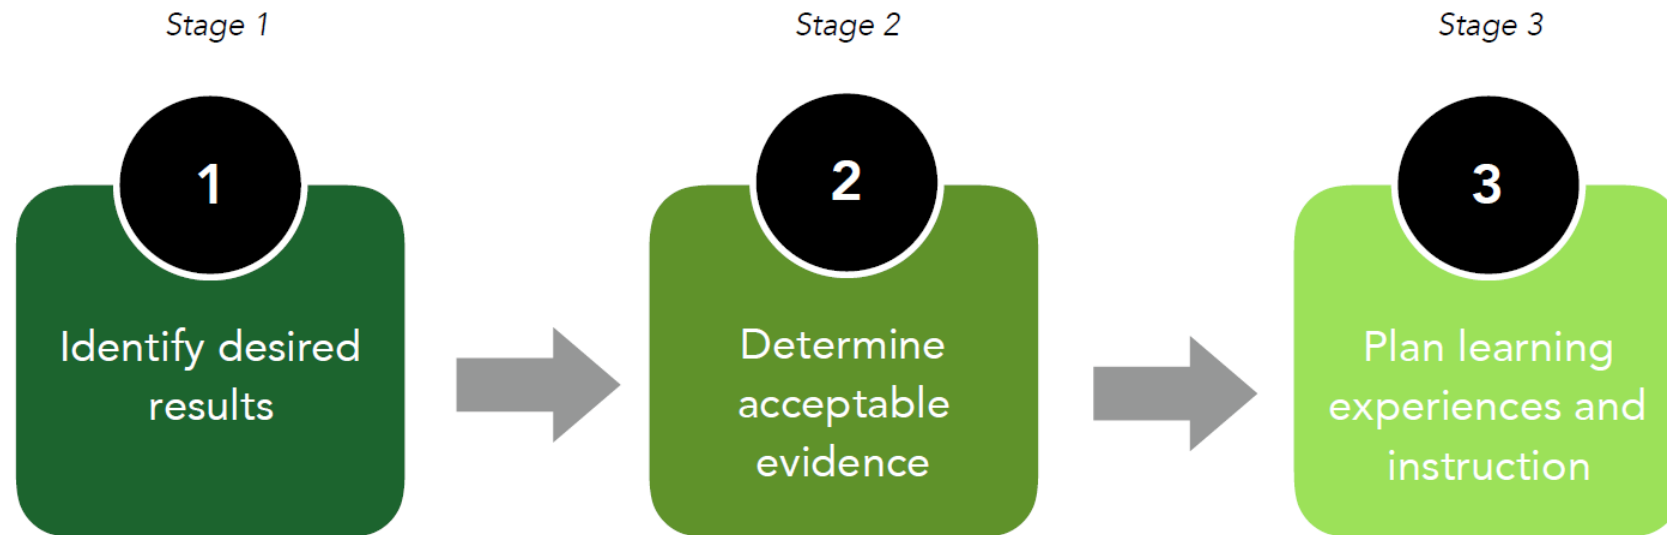 Stage 1
Stage 2
Stage 3
1
2
3
Identify desired
results
Determine
acceptable
evidence
Plan learning
experiences and
instruction